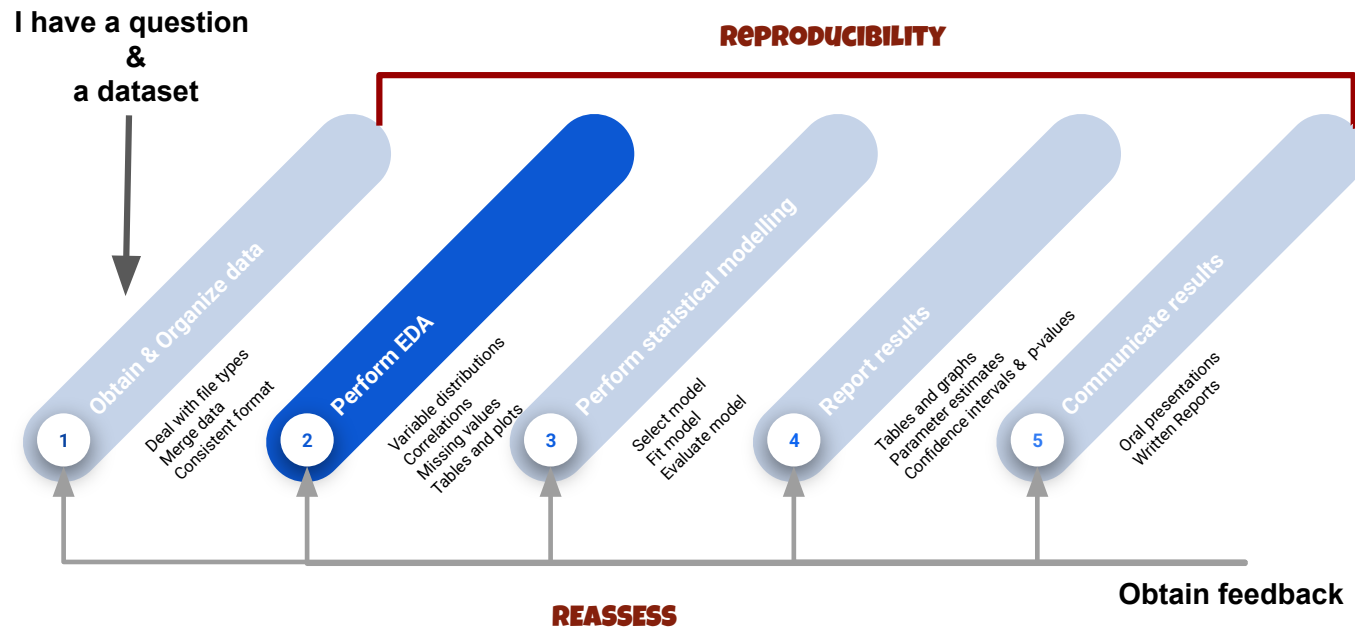 I have a question
&
a dataset
REPRODUCIBILITY
1
Obtain & Organize data
Deal with file types
Merge data
Consistent format
2
Perform EDA
Variable distributions
Correlations
Missing values
Tables and plots
3
Perform statistical modelling
Select model
Fit model
Evaluate model
4
Report results
Tables and graphs
Parameter estimates
Confidence intervals & p-values
5
Communicate results
Oral presentations
Written Reports
Obtain feedback
REASSESS